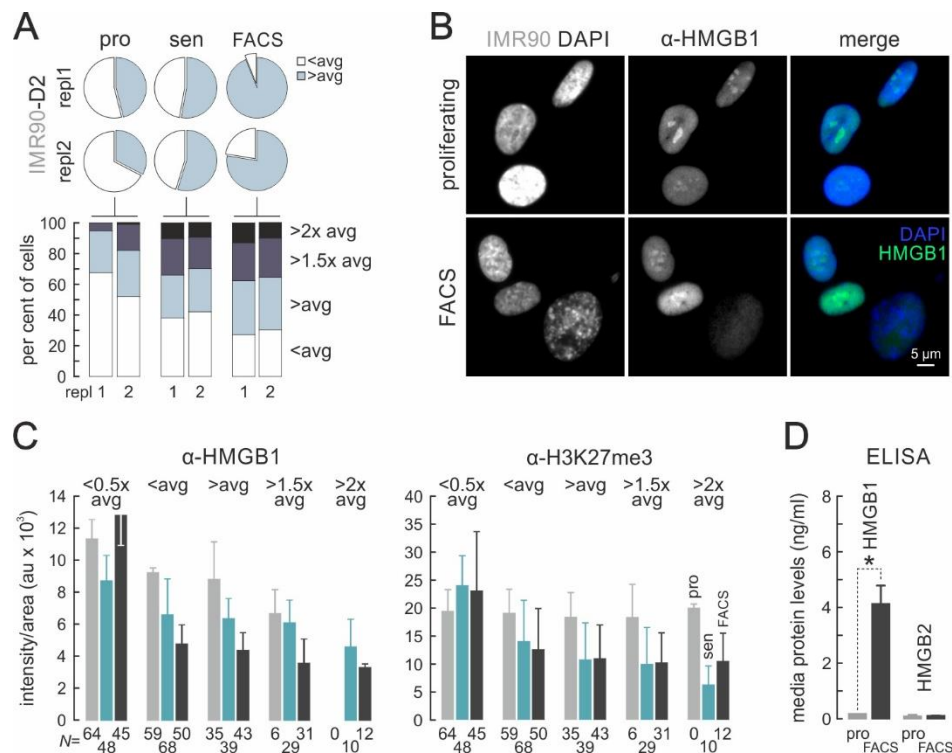 A
pro sen FACS
<avg
>avg
IMR90-D2
repl1
repl2
100
80
60
40
20
0
per cent of cells
>2x avg
>1.5x avg
>avg
<avg
repl 1 2 1 2 1 2
B
IMR90 DAPI α-HMGB1 merge
proliferating
FACS
DAPI
HMGB1
5 µm
C
α-HMGB1
<0.5x avg <avg >avg >1.5x avg >2x avg
intensity/area (au x 10³)
14
12
10
8
6
4
2
0
N= 64 45 59 50 35 43 6 31 0 12
48 68 39 29 10
α-H3K27me3
<0.5x avg <avg >avg >1.5x avg >2x avg
40
35
30
25
20
15
10
5
0
pro
sen
FACS
64 45 59 50 35 43 6 31 0 12
48 68 39 29 10
D
ELISA
media protein levels (ng/ml)
8
6
4
2
0
* HMGB1
HMGB2
pro FACS pro FACS